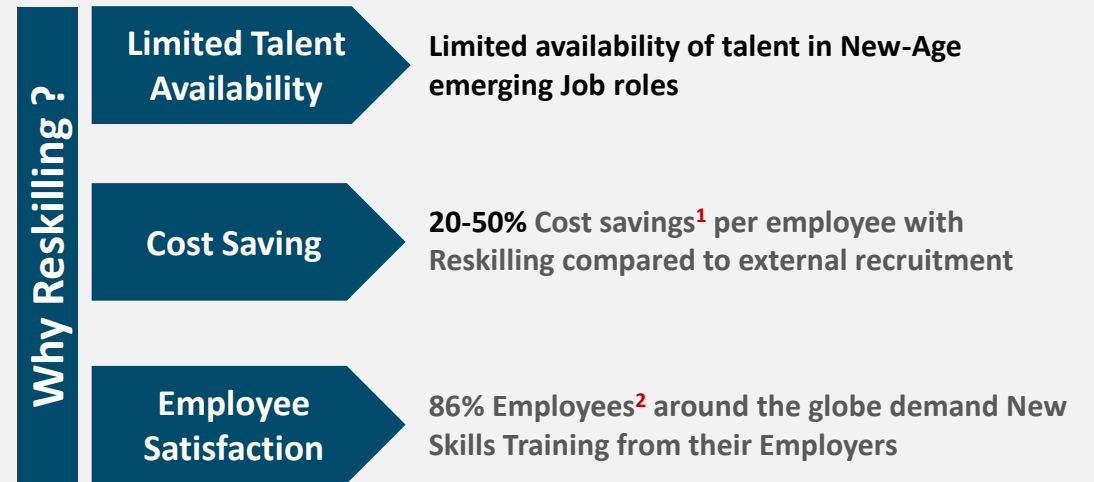 Why Reskilling ?
Limited Talent
Availability
Limited availability of talent in New-Age
emerging Job roles
Cost Saving
20-50% Cost savings1 per employee with
Reskilling compared to external recruitment
Employee
Satisfaction
86% Employees2 around the globe demand New
Skills Training from their Employers